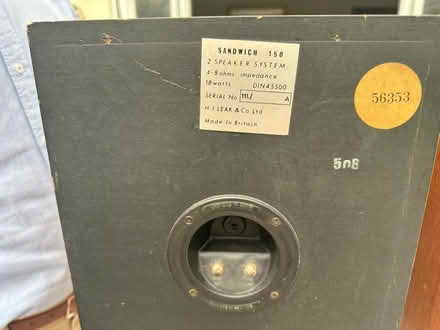 SANDWICH 150
2 SPEAKER SYSTEM
4-8 ohms impedance
18 watts DIN45500
SERIAL No. A
H J LEAK & Co Ltd
Made in Britain
56353
508